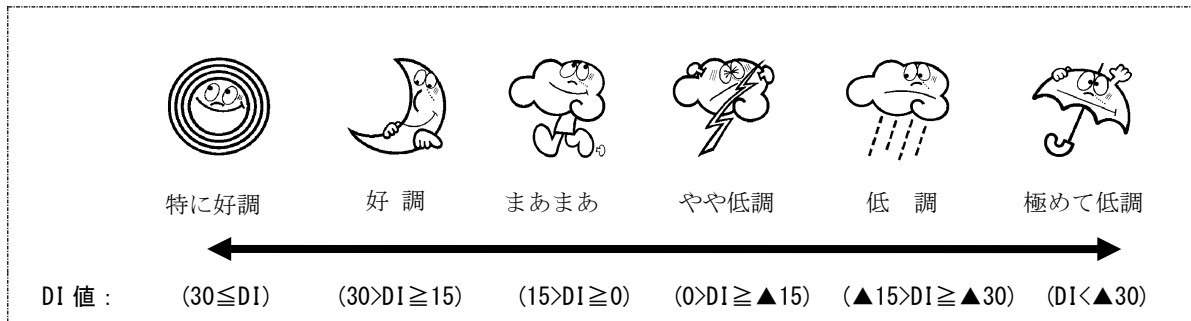 特に好調 好 調 まあまあ やや低調 低 調 極めて低調
DI 値： (30≦DI) (30>DI≧15) (15>DI≧0) (0>DI≧▲15) (▲15>DI≧▲30) (DI<▲30)